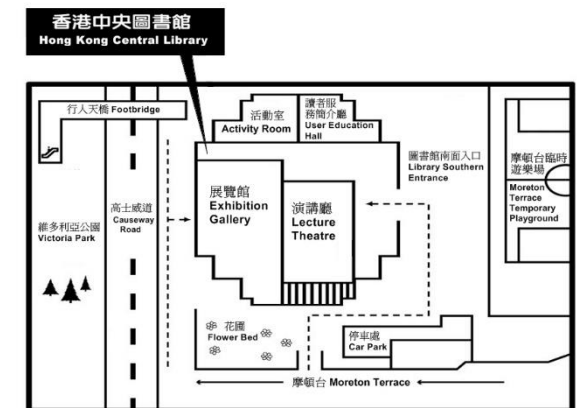 香港中央圖書館
Hong Kong Central Library
行人天橋 Footbridge
活動室
Activity Room
讀者服
務簡介廳
User Education
Hall
圖書館南面入口
Library Southern
Entrance
摩頓台臨時
遊樂場
Moreton
Terrace
Temporary
Playground
維多利亞公園
Victoria Park
高士威道
Causeway
Road
展覽館
Exhibition
Gallery
演講廳
Lecture
Theatre
花圃
Flower Bed
停車處
Car Park
摩頓台 Moreton Terrace